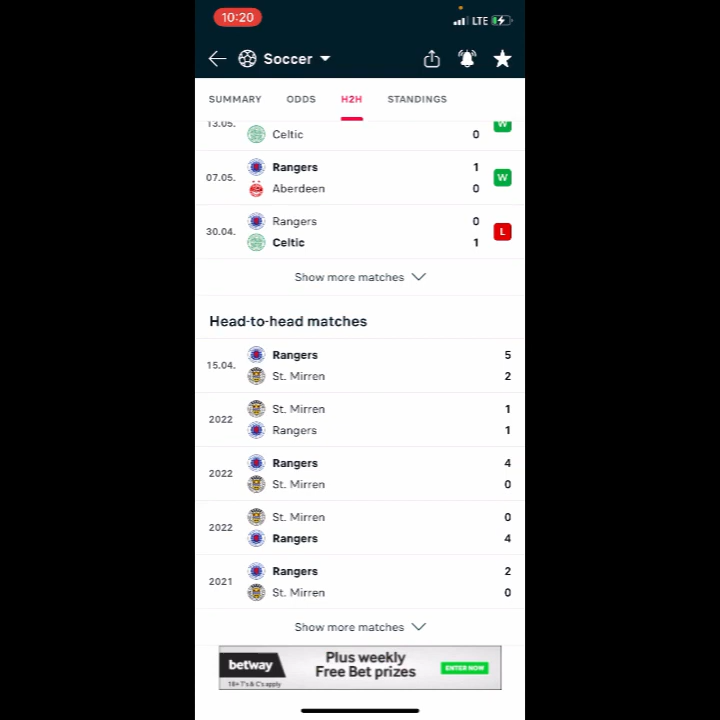 10:20 LTE
Soccer
SUMMARY ODDS H2H STANDINGS
13.05. Celtic 0 W
07.05. Rangers 1 W
Aberdeen 0
30.04. Rangers 0 L
Celtic 1
Show more matches
Head-to-head matches
15.04. Rangers 5
St. Mirren 2
2022 St. Mirren 1
Rangers 1
2022 Rangers 4
St. Mirren 0
2022 St. Mirren 0
Rangers 4
2021 Rangers 2
St. Mirren 0
Show more matches
betway Plus weekly
Free Bet prizes ENTER NOW
18+ T's & C's apply